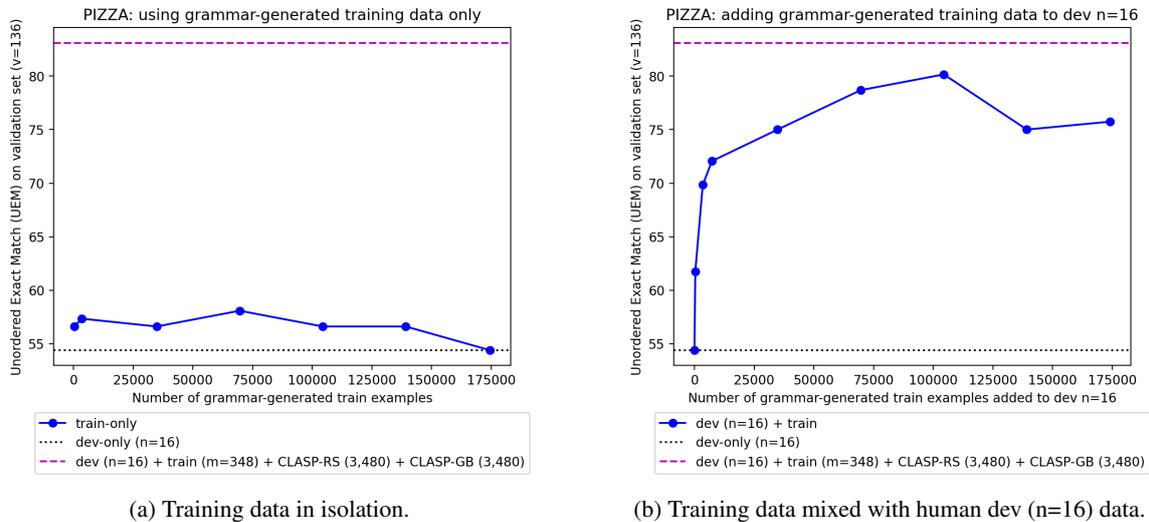 PIZZA: using grammar-generated training data only
Unordered Exact Match (UEM) on validation set (v=136)
80
75
70
65
60
55
0 25000 50000 75000 100000 125000 150000 175000
Number of grammar-generated train examples
train-only
dev-only (n=16)
dev (n=16) + train (m=348) + CLASP-RS (3,480) + CLASP-GB (3,480)
(a) Training data in isolation.
PIZZA: adding grammar-generated training data to dev n=16
Unordered Exact Match (UEM) on validation set (v=136)
80
75
70
65
60
55
0 25000 50000 75000 100000 125000 150000 175000
Number of grammar-generated train examples added to dev n=16
dev (n=16) + train
dev-only (n=16)
dev (n=16) + train (m=348) + CLASP-RS (3,480) + CLASP-GB (3,480)
(b) Training data mixed with human dev (n=16) data.